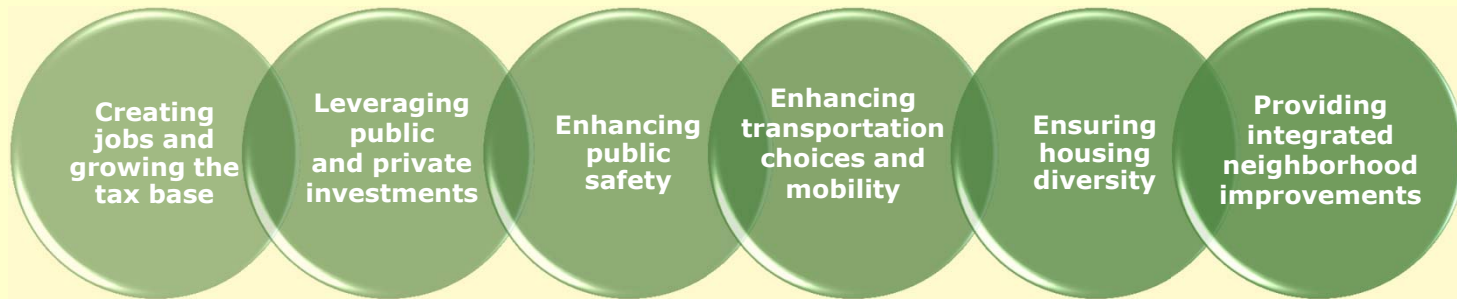 Creating
jobs and
growing the
tax base
Leveraging
public
and private
investments
Enhancing
public
safety
Enhancing
transportation
choices and
mobility
Ensuring
housing
diversity
Providing
integrated
neighborhood
improvements